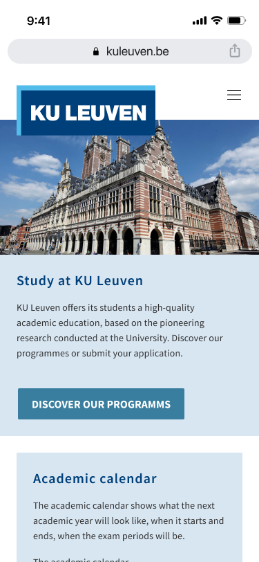 9:41
kuleuven.be
KU LEUVEN
Study at KU Leuven
KU Leuven offers its students a high-quality
academic education, based on the pioneering
research conducted at the University. Discover our
programmes or submit your application.
DISCOVER OUR PROGRAMMS
Academic calendar
The academic calendar shows what the next
academic year will look like, when it starts and
ends, when the exam periods will be.
The academic calendar